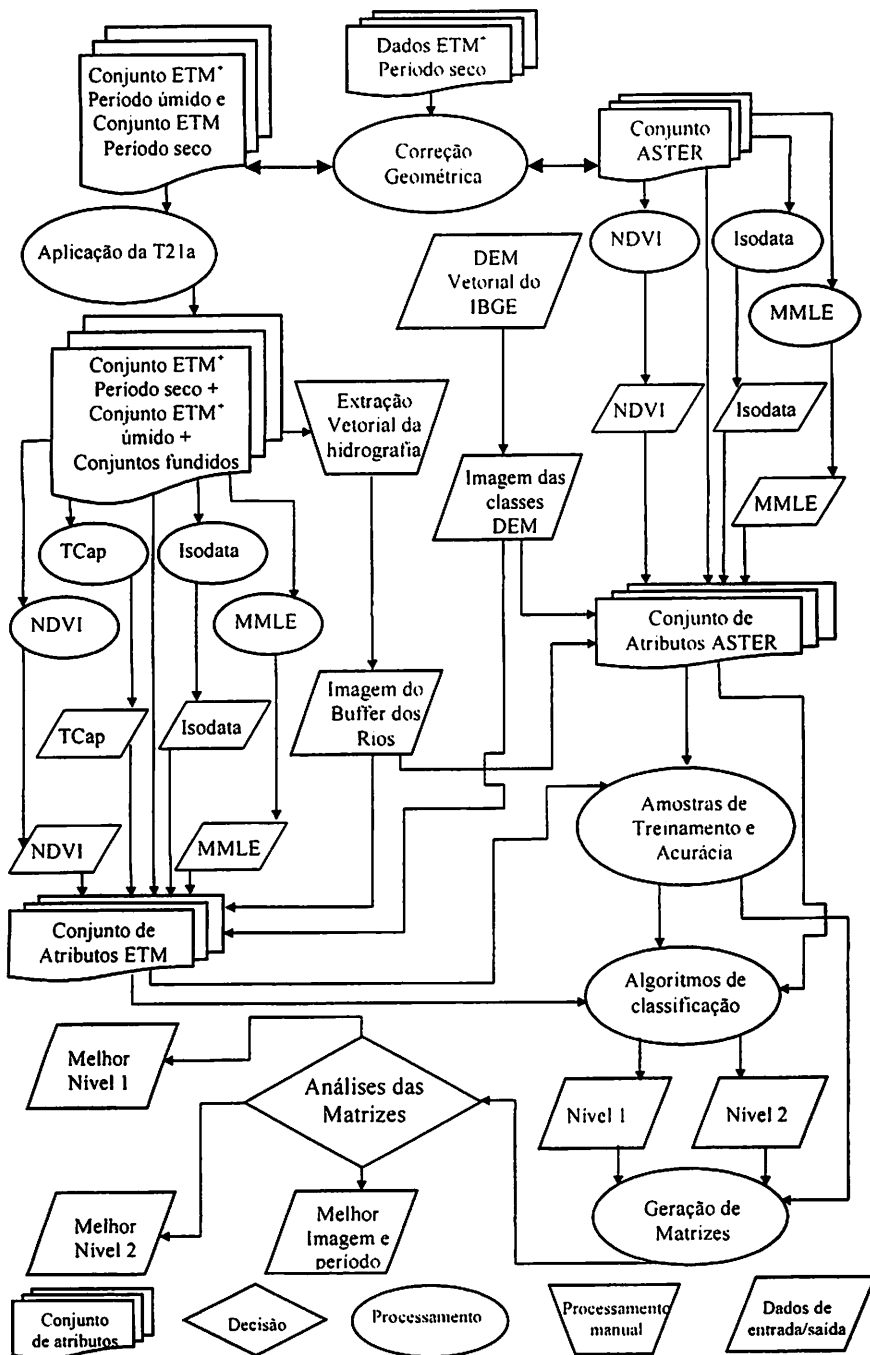 Conjunto ETM⁺
Período úmido e
Conjunto ETM
Período seco
Dados ETM⁺
Período seco
Correção
Geométrica
Conjunto
ASTER
Aplicação da T21a
NDVI
Isodata
MMLE
DEM
Vetorial do
IBGE
Conjunto ETM⁺
Período seco +
Conjunto ETM⁺
úmido +
Conjuntos fundidos
Extração
Vetorial da
hidrografia
NDVI
Isodata
MMLE
Imagem das
classes
DEM
TCap
Isodata
NDVI
MMLE
Conjunto de
Atributos ASTER
Imagem do
Buffer dos
Rios
TCap
Isodata
NDVI
MMLE
Amostras de
Treinamento e
Acurácia
Conjunto de
Atributos ETM
Algoritmos de
classificação
Melhor
Nível 1
Análises das
Matrizes
Nível 1
Nível 2
Melhor
Nível 2
Melhor
Imagem e
período
Geração de
Matrizes
Conjunto
de atributos
Decisão
Processamento
Processamento
manual
Dados de
entrada/saída